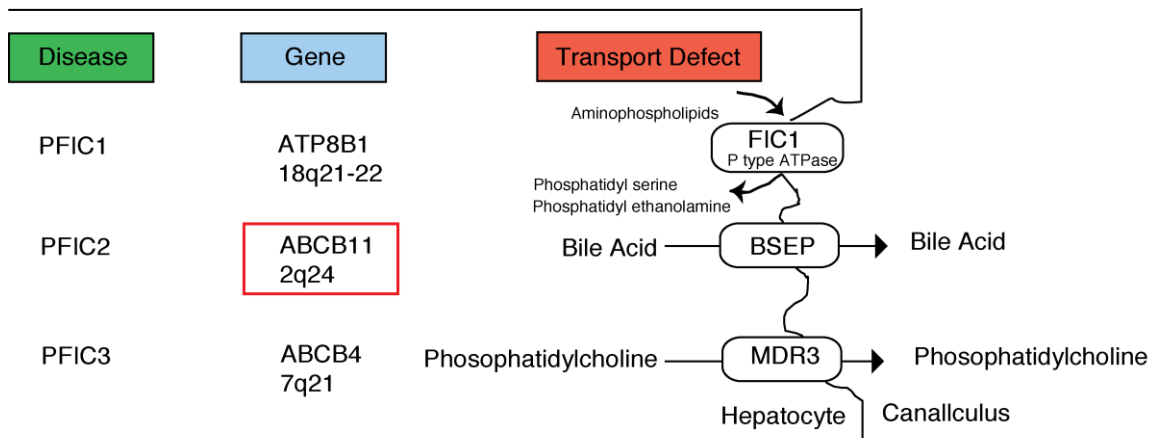 Disease
Gene
Transport Defect
Aminophospholipids
PFIC1
ATP8B1
18q21-22
FIC1
P type ATPase
Phosphatidyl serine
Phosphatidyl ethanolamine
PFIC2
ABCB11
2q24
Bile Acid
BSEP
Bile Acid
PFIC3
ABCB4
7q21
Phosophatidylcholine
MDR3
Phosophatidylcholine
Hepatocyte
Canallculus